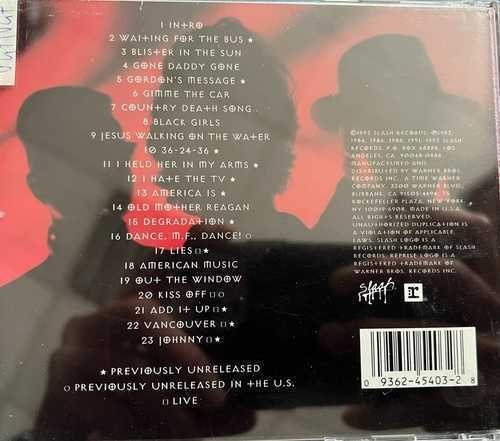 1 INTRO
2 WAITING FOR THE BUS ★
3 BLISTER IN THE SUN
4 GONE DADDY GONE
5 GORDON'S MESSAGE ★
6 GIMME THE CAR
7 COUNTRY DEATH SONG
8 BLACK GIRLS
9 JESUS WALKING ON THE WATER
10 36-24-36 ★
11 I HELD HER IN MY ARMS ★
12 I HATE THE TV ★
13 AMERICA IS ★
14 OLD MOTHER REAGAN
15 DEGRADATION ★
16 DANCE, M.F., DANCE! ○
17 LIES □ ★
18 AMERICAN MUSIC
19 OUT THE WINDOW
20 KISS OFF □ ○
21 ADD IT UP □ ★
22 VANCOUVER □ ★
23 JOHNNY □ ★
★ PREVIOUSLY UNRELEASED
○ PREVIOUSLY UNRELEASED IN THE U.S.
□ LIVE
©1993 SLASH RECORDS. ℗1982,
1984, 1986, 1988, 1991, 1993 SLASH
RECORDS, P.O. BOX 48888, LOS
ANGELES, CA. 90048-0888.
MANUFACTURED AND
DISTRIBUTED BY WARNER BROS.
RECORDS INC., A TIME WARNER
COMPANY, 3300 WARNER BLVD.,
BURBANK, CA 91505-4694, 75
ROCKEFELLER PLAZA, NEW YORK,
NY 10019-6908. MADE IN U.S.A.
ALL RIGHTS RESERVED.
UNAUTHORIZED DUPLICATION IS
A VIOLATION OF APPLICABLE
LAWS. SLASH LOGO IS A
REGISTERED TRADEMARK OF SLASH
RECORDS. REPRISE LOGO IS A
REGISTERED TRADEMARK OF
WARNER BROS. RECORDS INC.
slash
r
0 9362-45403-2 8